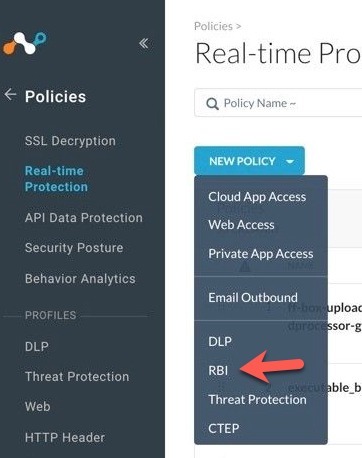 Policies >
Real-time Pro
Policies
Policy Name ~
SSL Decryption
NEW POLICY
Real-time
Protection
Cloud App Access
API Data Protection
Web Access
Security Posture
Private App Access
Behavior Analytics
Email Outbound
PROFILES
ff-box-upload
dprocessor-g
DLP
DLP
RBI
Threat Protection
executable_b
Web
Threat Protection
HTTP Header
CTEP